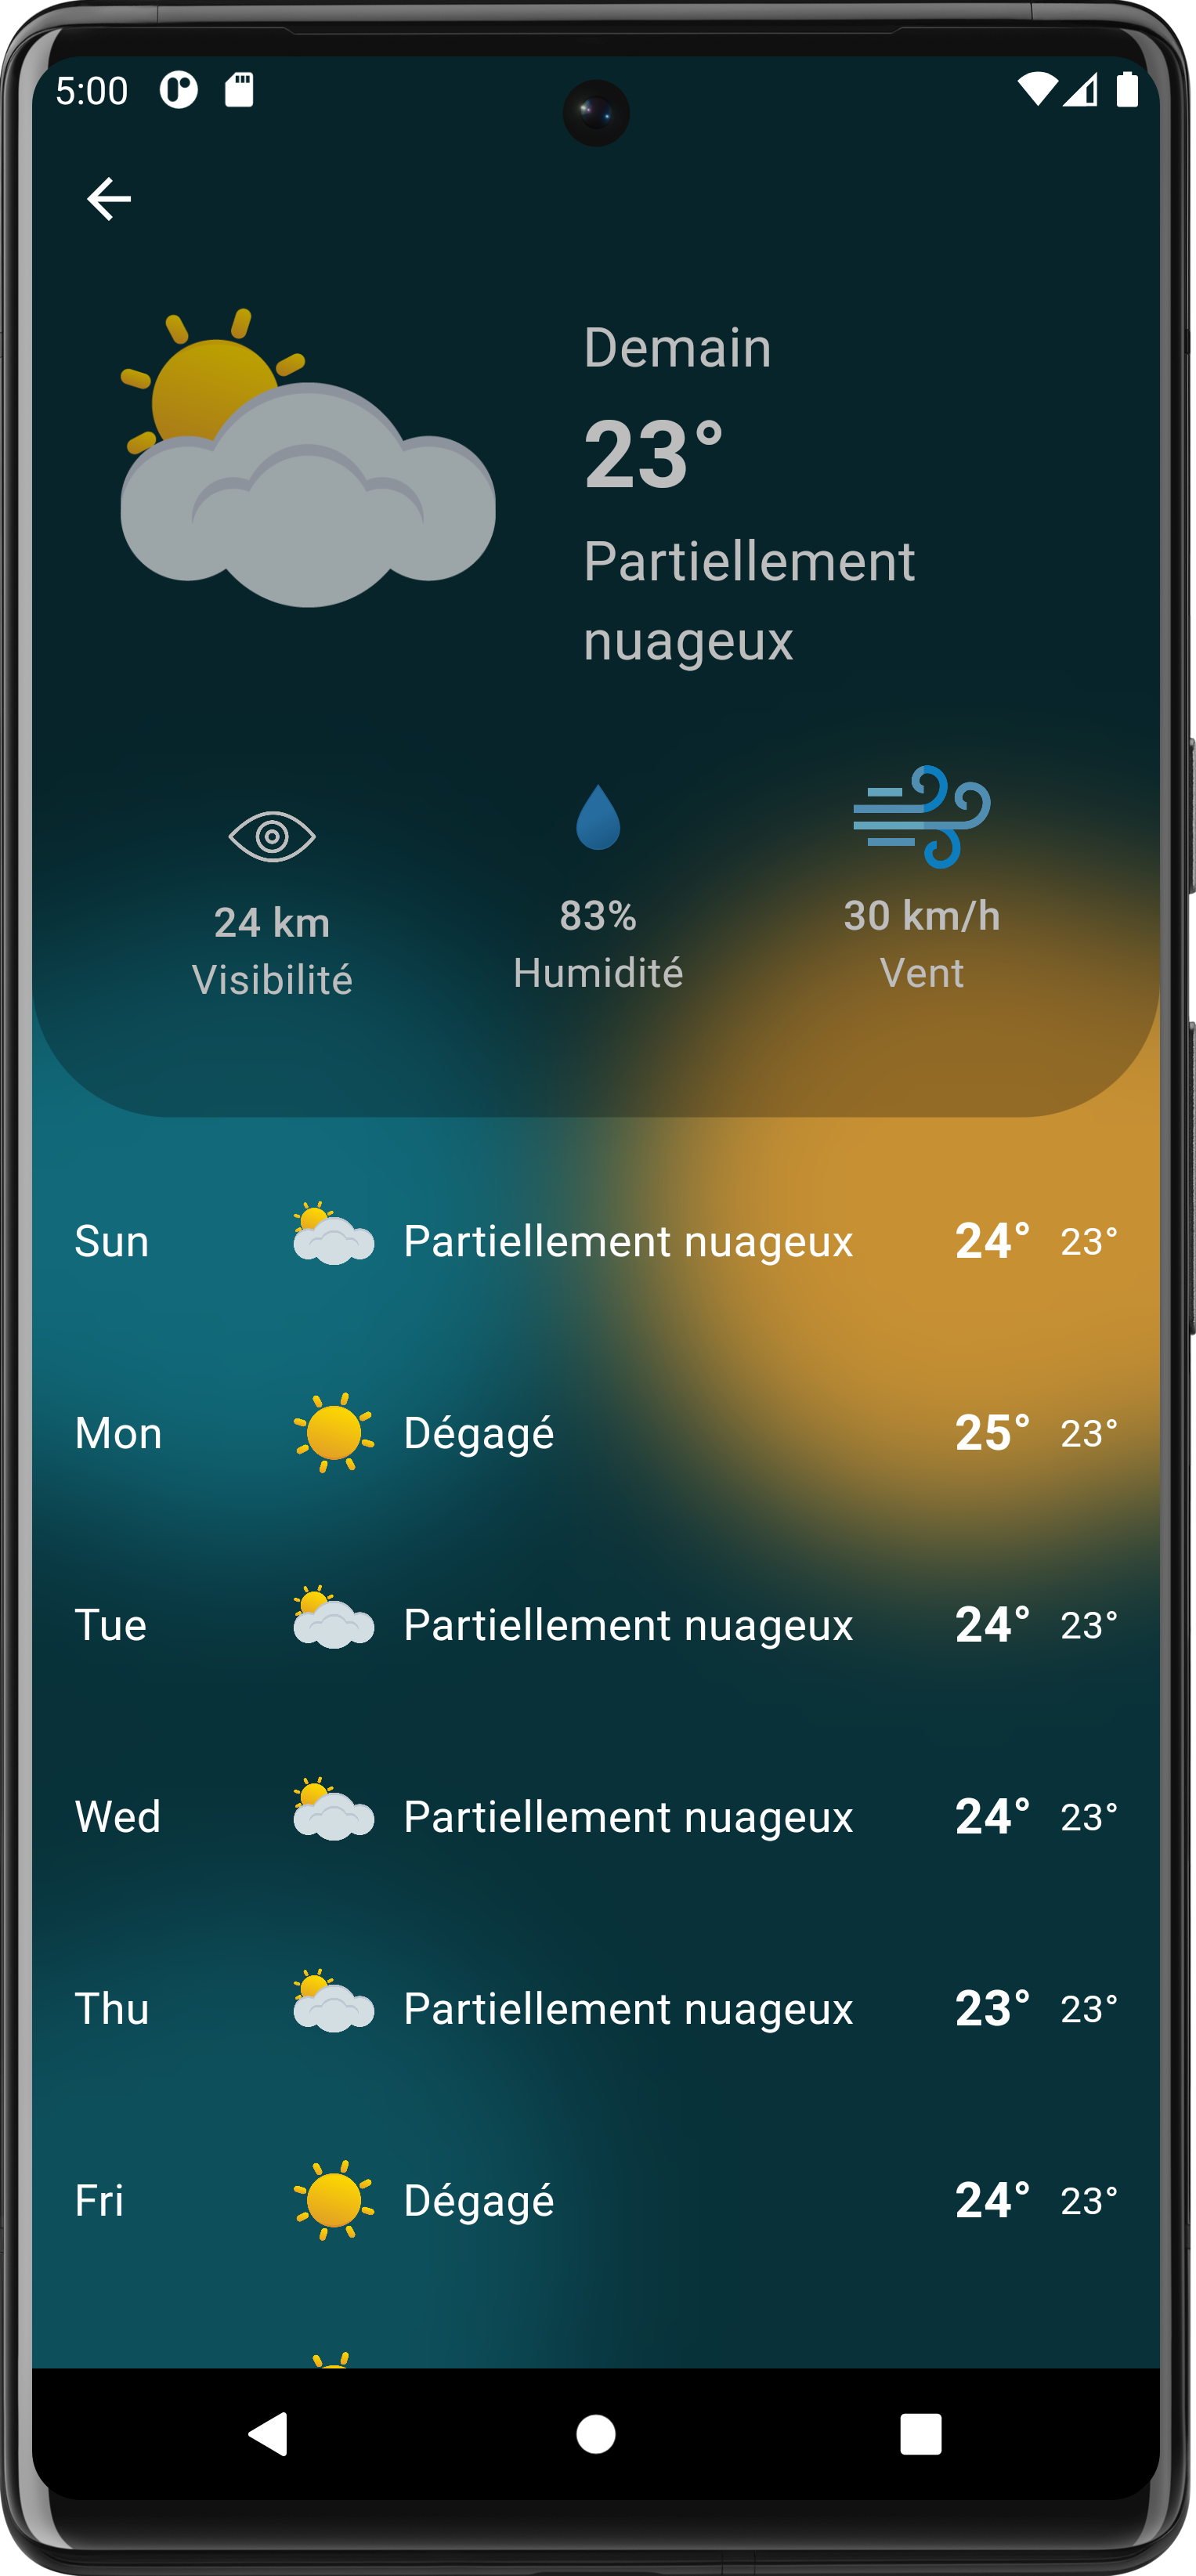 5:00
Demain
23°
Partiellement
nuageux
24 km
Visibilité
83%
Humidité
30 km/h
Vent
Sun Partiellement nuageux 24° 23°
Mon Dégagé 25° 23°
Tue Partiellement nuageux 24° 23°
Wed Partiellement nuageux 24° 23°
Thu Partiellement nuageux 23° 23°
Fri Dégagé 24° 23°